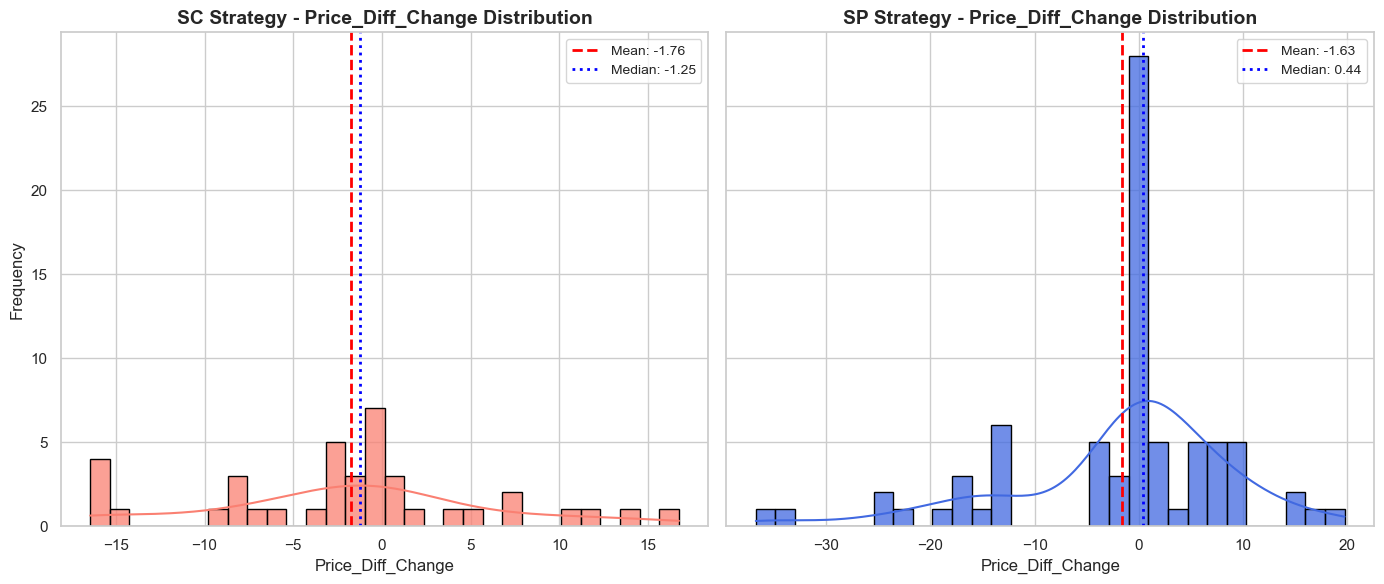 SC Strategy - Price_Diff_Change Distribution
Mean: -1.76
Median: -1.25
Frequency
25
20
15
10
5
0
−15
−10
−5
0
5
10
15
Price_Diff_Change
SP Strategy - Price_Diff_Change Distribution
Mean: -1.63
Median: 0.44
−30
−20
−10
0
10
20
Price_Diff_Change